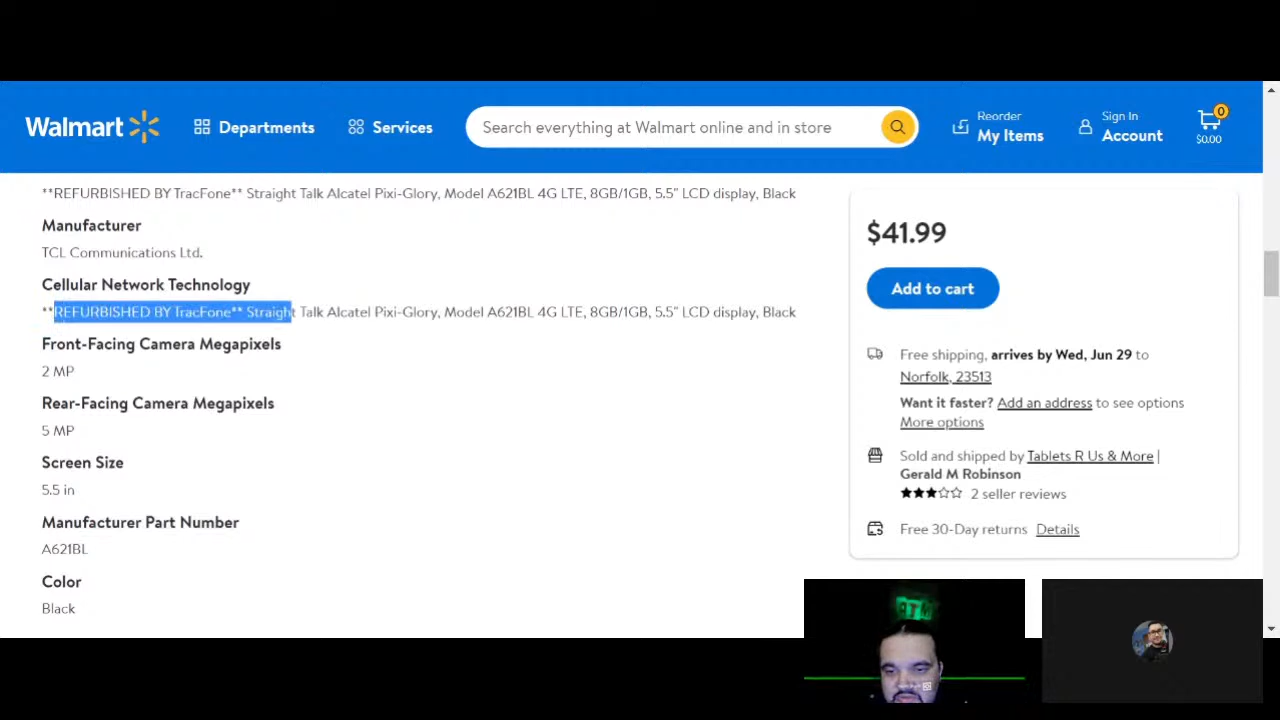 Walmart
Departments
Services
Search everything at Walmart online and in store
Reorder
My Items
Sign In
Account
0
$0.00
**REFURBISHED BY TracFone** Straight Talk Alcatel Pixi-Glory, Model A621BL 4G LTE, 8GB/1GB, 5.5" LCD display, Black
Manufacturer
TCL Communications Ltd.
Cellular Network Technology
**REFURBISHED BY TracFone** Straight Talk Alcatel Pixi-Glory, Model A621BL 4G LTE, 8GB/1GB, 5.5" LCD display, Black
Front-Facing Camera Megapixels
2 MP
Rear-Facing Camera Megapixels
5 MP
Screen Size
5.5 in
Manufacturer Part Number
A621BL
Color
Black
$41.99
Add to cart
Free shipping, arrives by Wed, Jun 29 to
Norfolk, 23513
Want it faster? Add an address to see options
More options
Sold and shipped by Tablets R Us & More |
Gerald M Robinson
2 seller reviews
Free 30-Day returns Details